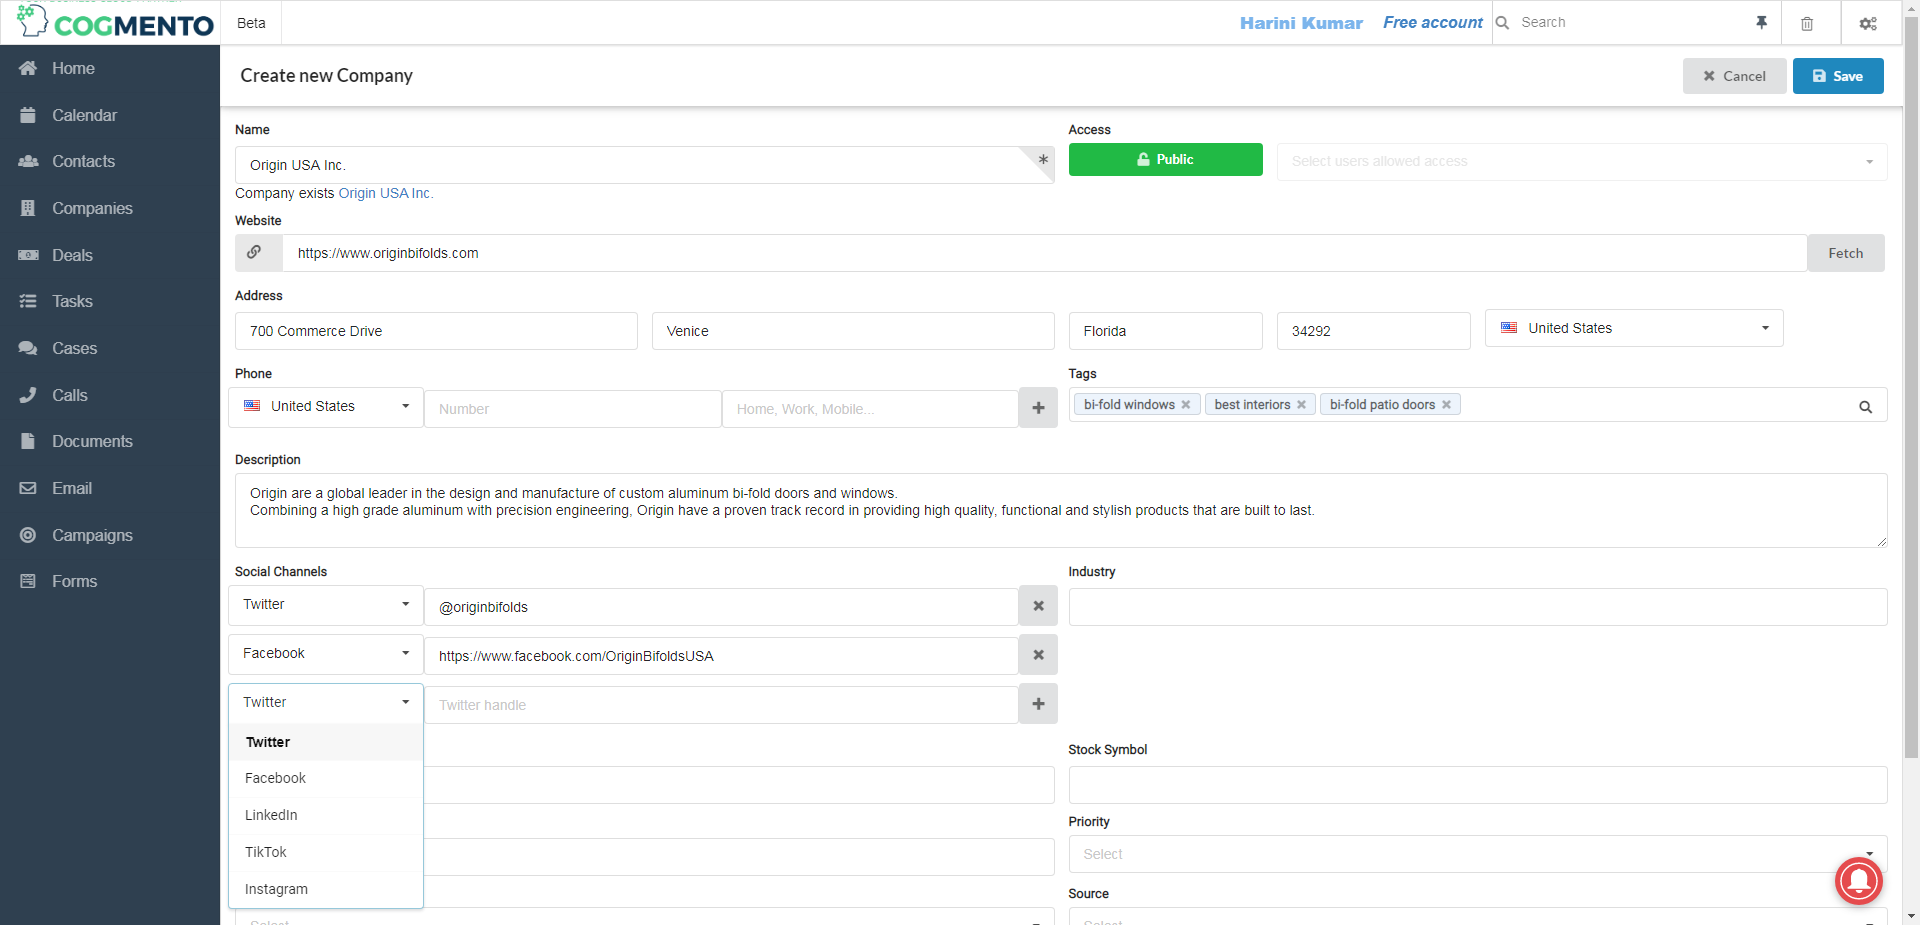 COGMENTO
Beta
Harini Kumar
Free account
Search
Home
Calendar
Contacts
Companies
Deals
Tasks
Cases
Calls
Documents
Email
Campaigns
Forms
Create new Company
Cancel
Save
Name
Access
Origin USA Inc.
*
Public
Select users allowed access
Company exists Origin USA Inc.
Website
https://www.originbifolds.com
Fetch
Address
700 Commerce Drive
Venice
Florida
34292
United States
Phone
Tags
United States
Number
Home, Work, Mobile...
bi-fold windows
best interiors
bi-fold patio doors
Description
Origin are a global leader in the design and manufacture of custom aluminum bi-fold doors and windows.
Combining a high grade aluminum with precision engineering, Origin have a proven track record in providing high quality, functional and stylish products that are built to last.
Social Channels
Industry
Twitter
@originbifolds
Facebook
https://www.facebook.com/OriginBifoldsUSA
Twitter
Twitter handle
Twitter
Facebook
LinkedIn
TikTok
Instagram
Stock Symbol
Priority
Select
Source
Select
Select